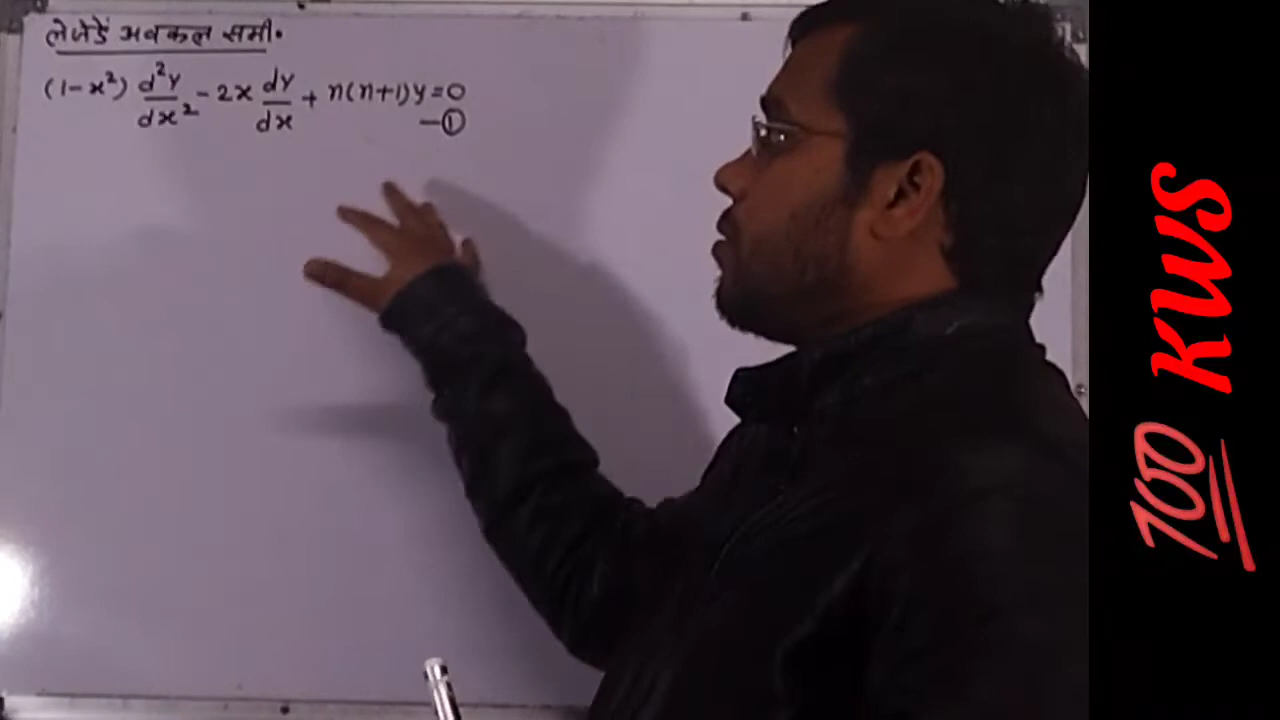 लेजेंड्रे अवकल समी॰
(1-x²) d²y/dx² - 2x dy/dx + n(n+1)y=0
-①
KWS
100